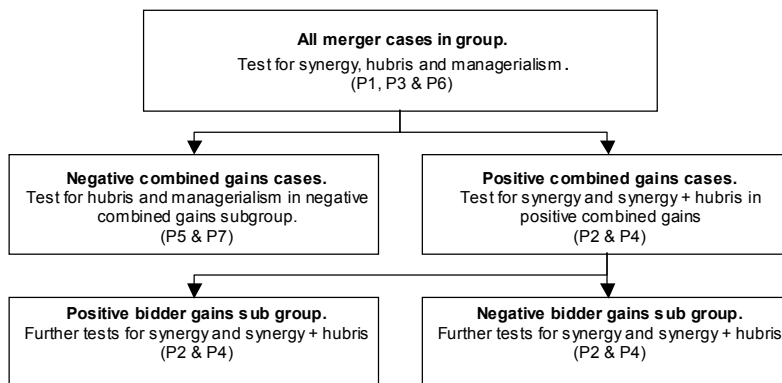 All merger cases in group.
Test for synergy, hubris and managerialism.
(P1, P3 & P6)
Negative combined gains cases.
Test for hubris and managerialism in negative
combined gains subgroup.
(P5 & P7)
Positive combined gains cases.
Test for synergy and synergy + hubris in
positive combined gains
(P2 & P4)
Positive bidder gains sub group.
Further tests for synergy and synergy + hubris
(P2 & P4)
Negative bidder gains sub group.
Further tests for synergy and synergy + hubris
(P2 & P4)